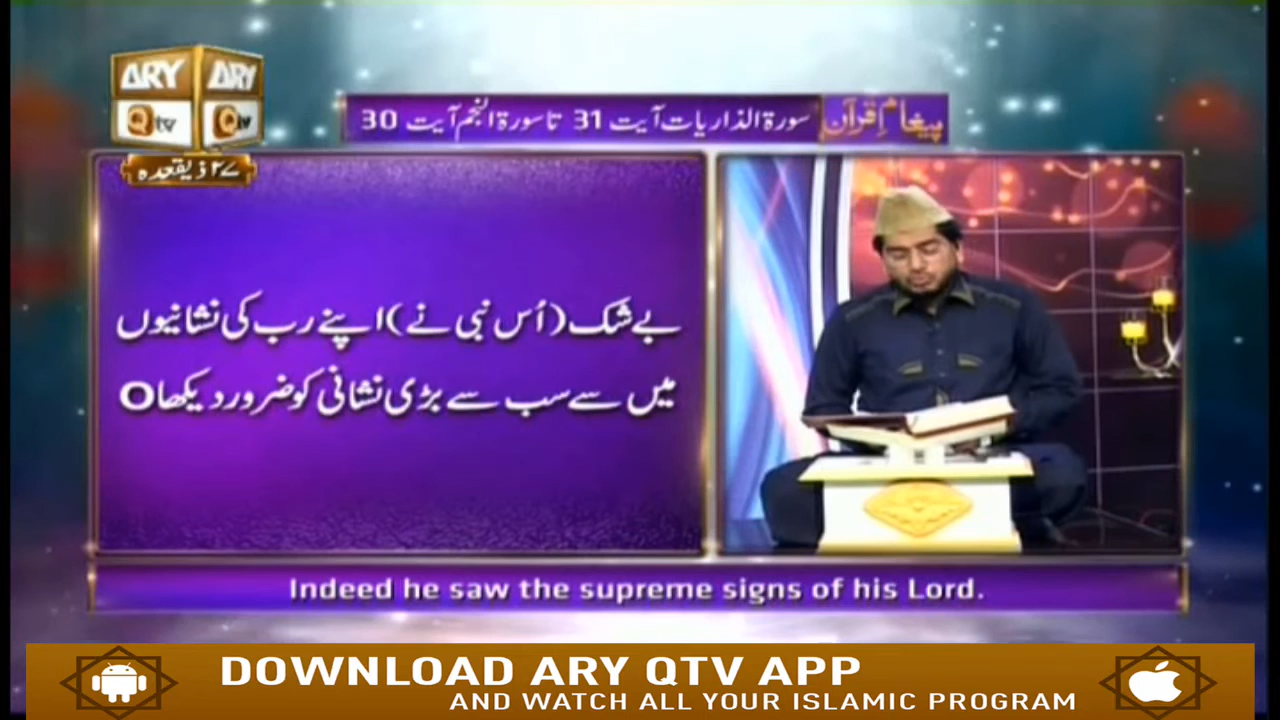 ARY ARY
Qtv Qtv
۲۷ ذیقعدہ
پیغامِ قرآن سورۃ الذاریات آیت 31 تا سورۃ النجم آیت 30
بے شک (اُس نبی نے) اپنے رب کی نشانیوں
میں سے سب سے بڑی نشانی کو ضرور دیکھا O
Indeed he saw the supreme signs of his Lord.
DOWNLOAD ARY QTV APP
AND WATCH ALL YOUR ISLAMIC PROGRAM